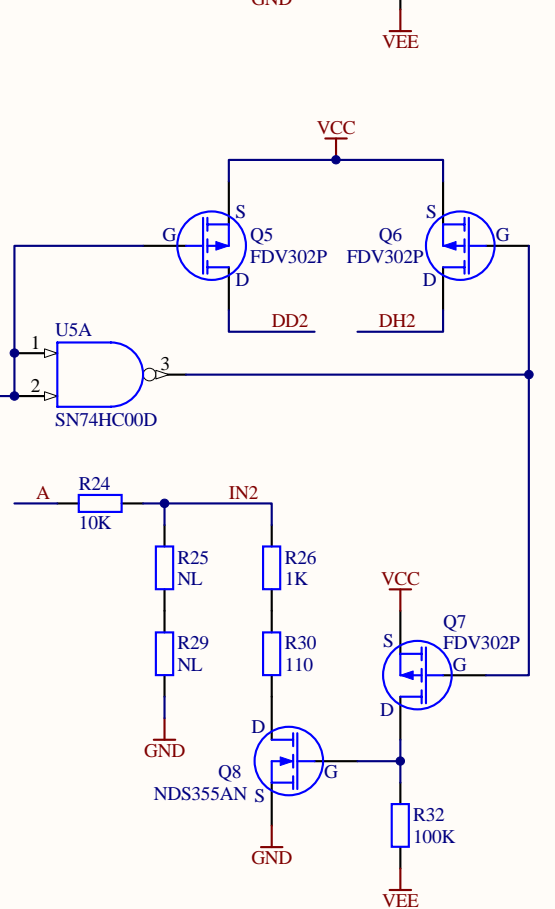 GND
VEE
VCC
S
S
G
Q5
Q6
G
FDV302P
FDV302P
D
D
DD2
DH2
U5A
1
3
2
SN74HC00D
R24
A
IN2
10K
R25
NL
R26
1K
VCC
Q7
FDV302P
S
G
R29
NL
R30
110
D
D
GND
Q8
G
NDS355AN
S
R32
100K
GND
VEE